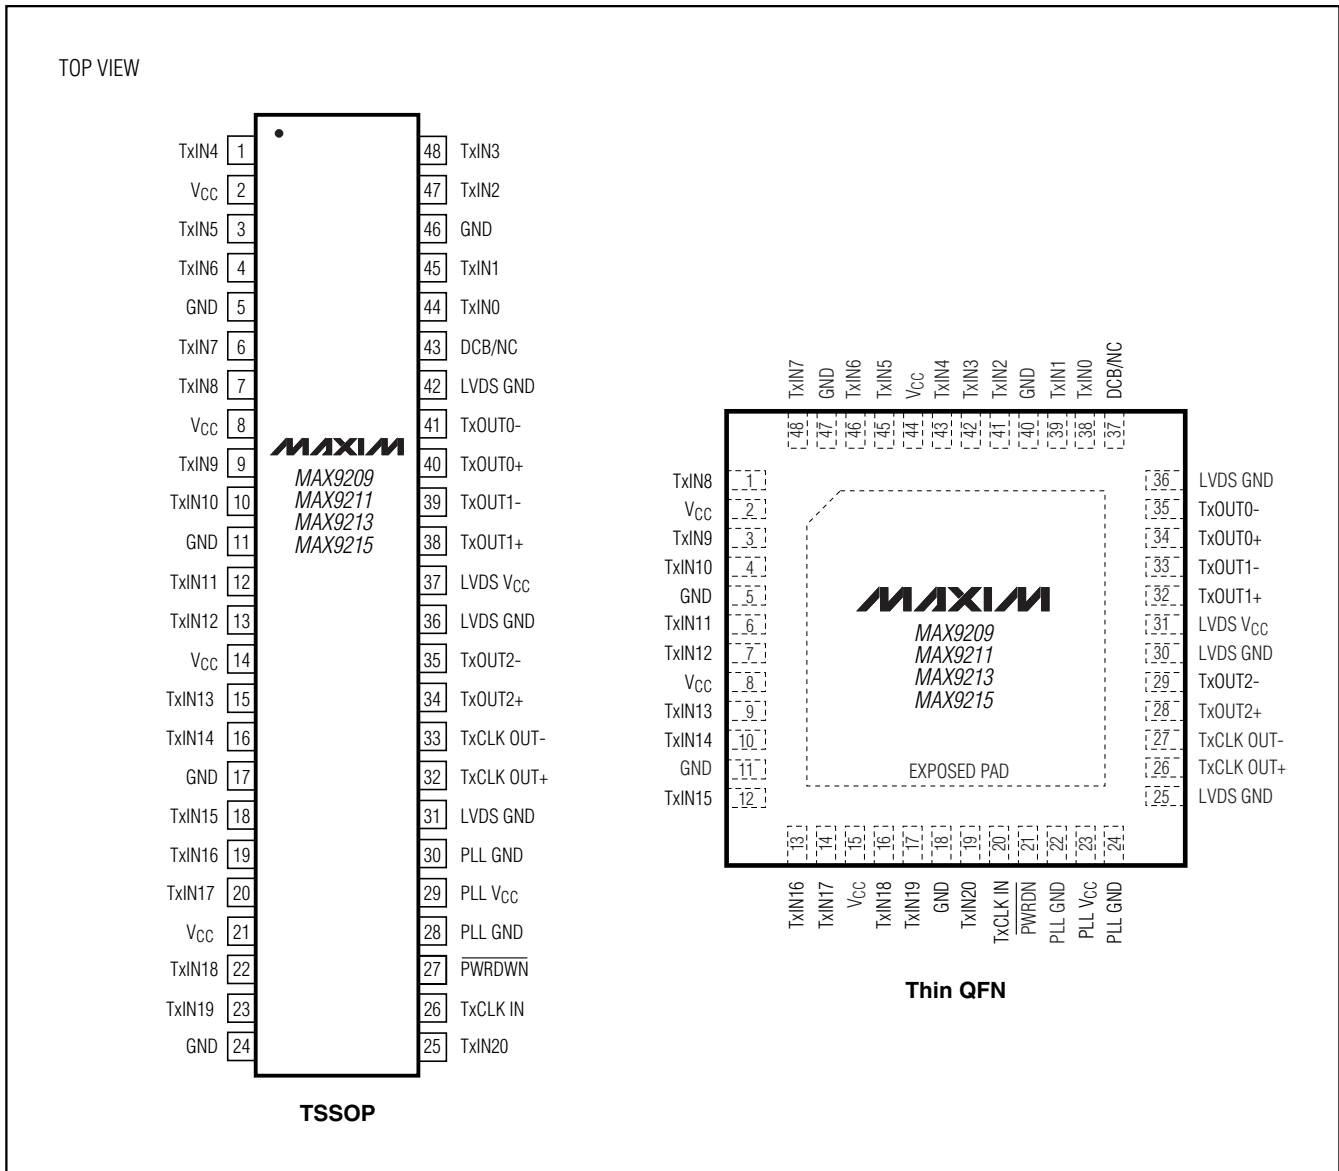 TOP VIEW
TxIN4 1
VCC 2
TxIN5 3
TxIN6 4
GND 5
TxIN7 6
TxIN8 7
VCC 8
TxIN9 9
TxIN10 10
GND 11
TxIN11 12
TxIN12 13
VCC 14
TxIN13 15
TxIN14 16
GND 17
TxIN15 18
TxIN16 19
TxIN17 20
VCC 21
TxIN18 22
TxIN19 23
GND 24
MAXIM
MAX9209
MAX9211
MAX9213
MAX9215
48 TxIN3
47 TxIN2
46 GND
45 TxIN1
44 TxIN0
43 DCB/NC
42 LVDS GND
41 TxOUT0-
40 TxOUT0+
39 TxOUT1-
38 TxOUT1+
37 LVDS VCC
36 LVDS GND
35 TxOUT2-
34 TxOUT2+
33 TxCLK OUT-
32 TxCLK OUT+
31 LVDS GND
30 PLL GND
29 PLL VCC
28 PLL GND
27 PWRDWN
26 TxCLK IN
25 TxIN20
TSSOP
TxIN7 48
GND 47
TxIN6 46
TxIN5 45
VCC 44
TxIN4 43
TxIN3 42
TxIN2 41
GND 40
TxIN1 39
TxIN0 38
DCB/NC 37
TxIN8 1
VCC 2
TxIN9 3
TxIN10 4
GND 5
TxIN11 6
TxIN12 7
VCC 8
TxIN13 9
TxIN14 10
GND 11
TxIN15 12
MAXIM
MAX9209
MAX9211
MAX9213
MAX9215
EXPOSED PAD
36 LVDS GND
35 TxOUT0-
34 TxOUT0+
33 TxOUT1-
32 TxOUT1+
31 LVDS VCC
30 LVDS GND
29 TxOUT2-
28 TxOUT2+
27 TxCLK OUT-
26 TxCLK OUT+
25 LVDS GND
13 TxIN16
14 TxIN17
15 VCC
16 TxIN18
17 TxIN19
18 GND
19 TxIN20
20 TxCLK IN
21 PWRDN
22 PLL GND
23 PLL VCC
24 PLL GND
Thin QFN